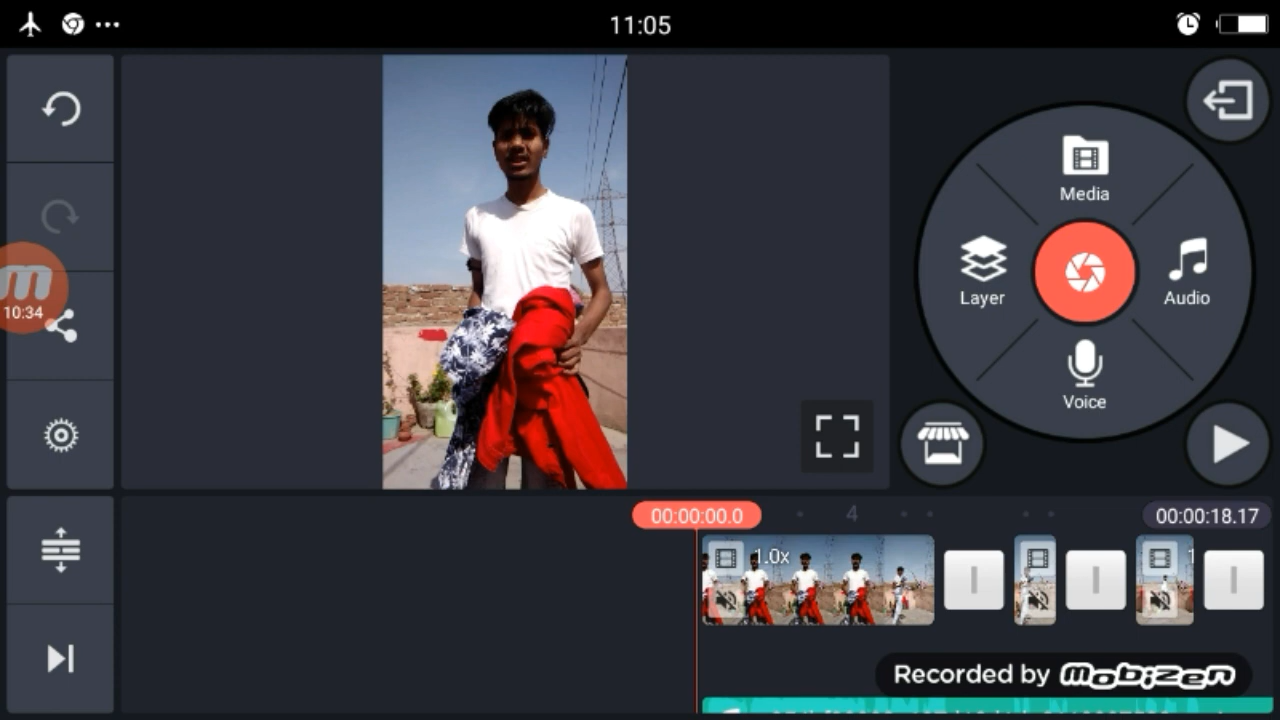 11:05
Media
Layer
Audio
10:34
Voice
00:00:00.0
4
00:00:18.17
1.0x
1
Recorded by mobizen